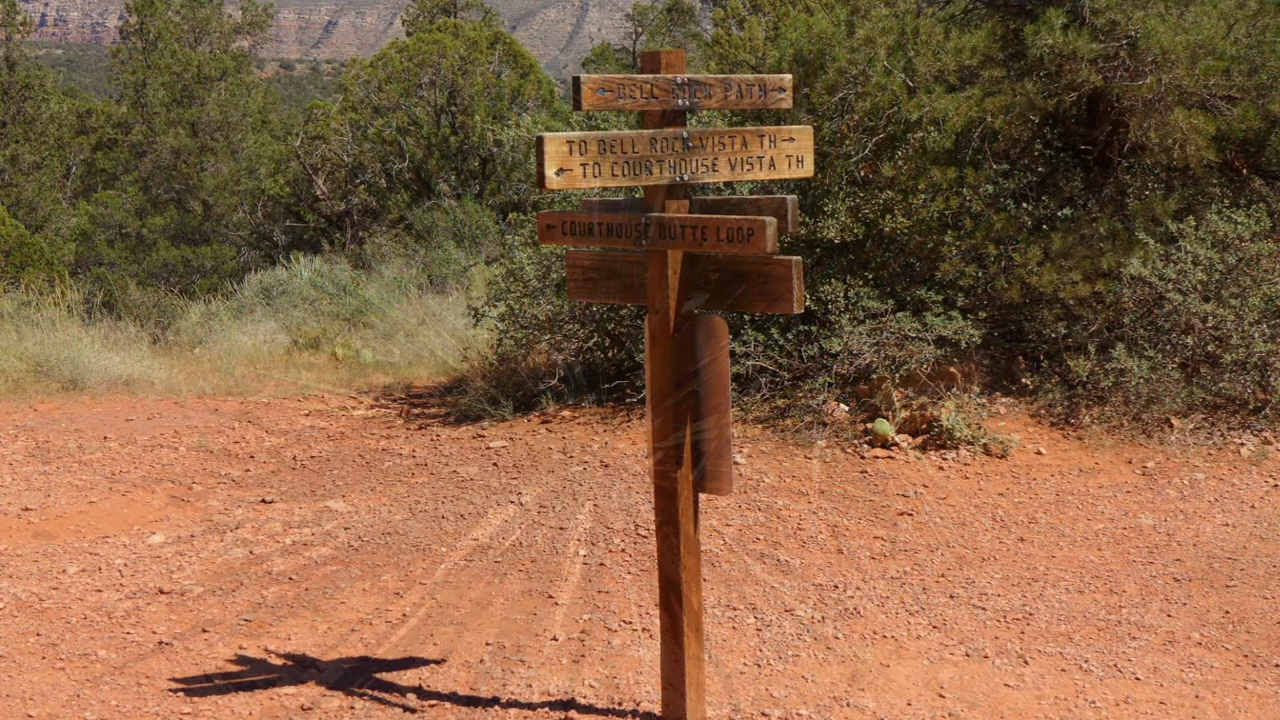 ←BELL ROCK PATH→
TO BELL ROCK VISTA TH→
← TO COURTHOUSE VISTA TH
← COURTHOUSE BUTTE LOOP